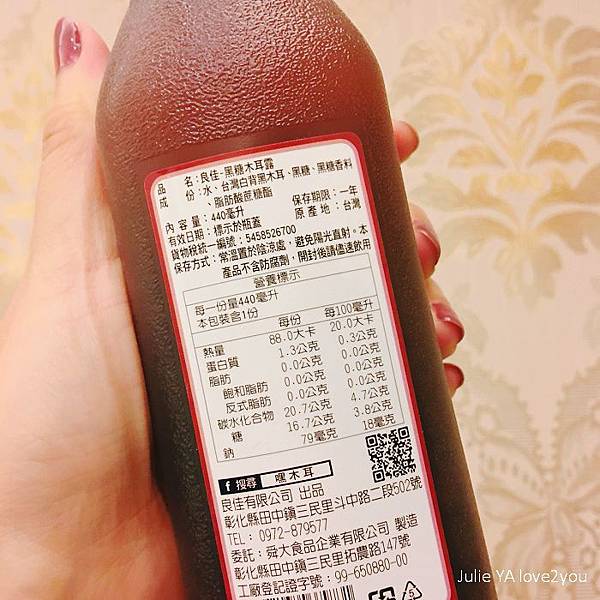 品 名：良佳-黑糖木耳露
成 份：水、台灣白背黑木耳、黑糖、黑糖香料
、脂肪酸蔗糖酯
內 容 量：440毫升 保存期限：一年
有效日期：標示於瓶蓋 原 產 地：台灣
貨物稅統一編號：5458526700
保存方式：常溫置於陰涼處，避免陽光直射。本
產品不含防腐劑，開封後請儘速飲用
營養標示
每一份量440毫升
本包裝含1份
每份 每100毫升
熱量 88.0大卡 20.0大卡
蛋白質 1.3公克 0.3公克
脂肪 0.0公克 0.0公克
飽和脂肪 0.0公克 0.0公克
反式脂肪 0.0公克 0.0公克
碳水化合物 20.7公克 4.7公克
糖 16.7公克 3.8公克
鈉 79毫克 18毫克
f 搜尋 嘿木耳
良佳有限公司 出品
彰化縣田中鎮三民里斗中路二段502號
TEL：0972-879577
委託：舜大食品企業有限公司 製造
彰化縣田中鎮三民里拓農路147號
工廠登記證字號：99-650880-00
5
Julie YA love2you